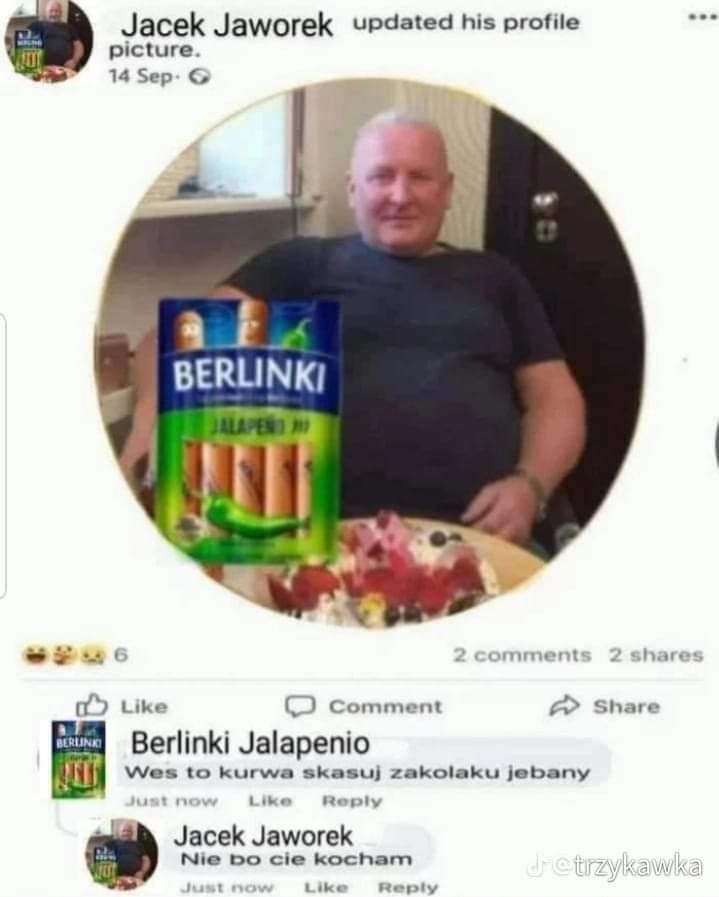 Jacek Jaworek updated his profile
picture.
14 Sep ·
BERLINKI
JALAPEÑO
6
2 comments 2 shares
Like Comment Share
BERLINKI
Berlinki Jalapenio
Wes to kurwa skasuj zakolaku jebany
Just now Like Reply
Jacek Jaworek
Nie bo cie kocham
Just now Like Reply
trzykawka